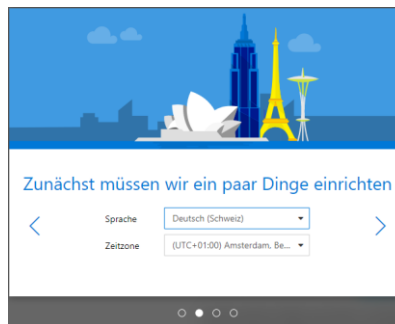 Zunächst müssen wir ein paar Dinge einrichten
Sprache Deutsch (Schweiz)
Zeitzone (UTC+01:00) Amsterdam, Be...